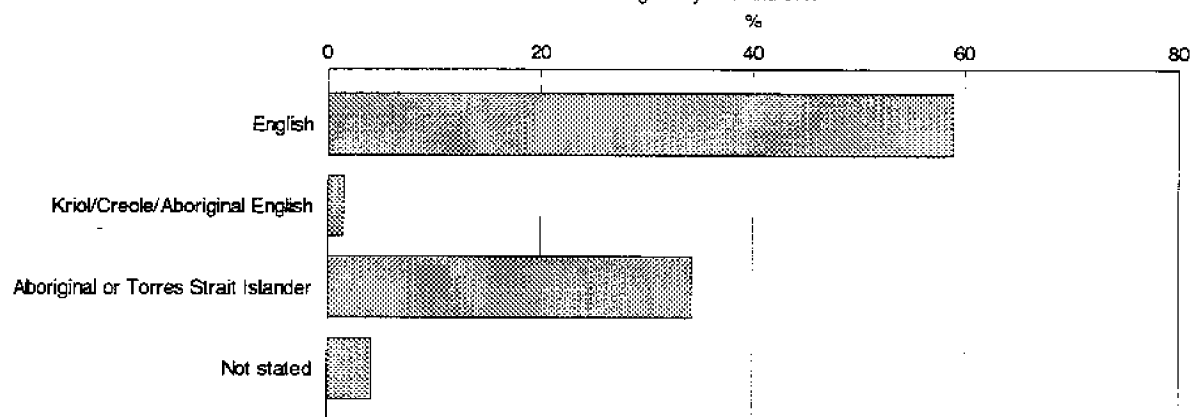 %
0 20 40 60 80
English
Kriol/Creole/Aboriginal English
Aboriginal or Torres Strait Islander
Not stated